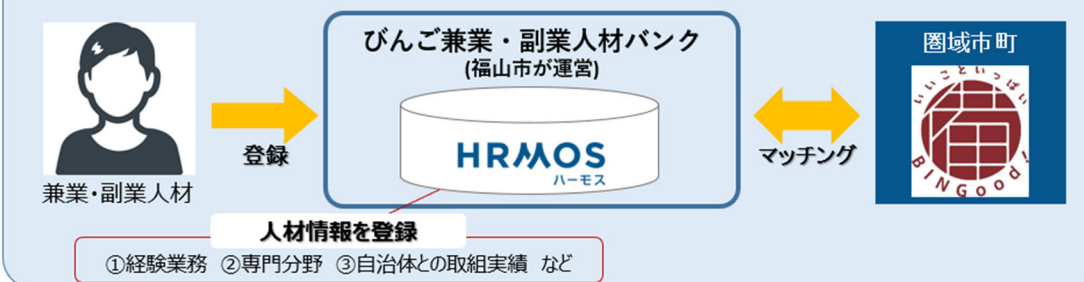 びんご兼業・副業人材バンク
(福山市が運営)
圏域市町
いいこといっぱい
備
BINGood!
登録
HRMOS
ハーモス
マッチング
兼業・副業人材
人材情報を登録
①経験業務 ②専門分野 ③自治体との取組実績 など